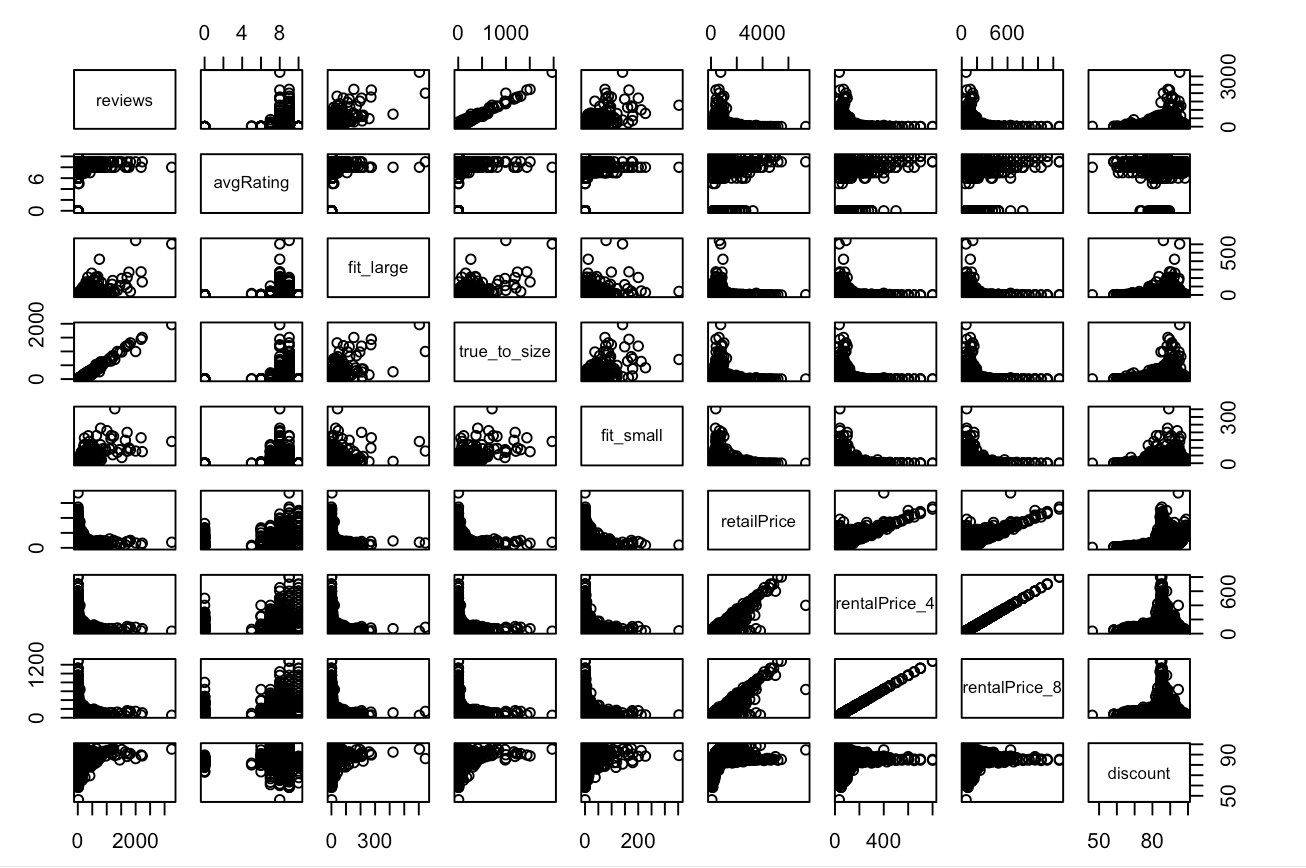 0 4 8 0 1000 0 4000 0 600
reviews 0 3000
0 6 avgRating
fit_large 0 500
0 2000 true_to_size
fit_small 0 300
0 retailPrice
rentalPrice_4 0 600
0 1200 rentalPrice_8
discount 50 90
0 2000 0 300 0 200 0 400 50 80